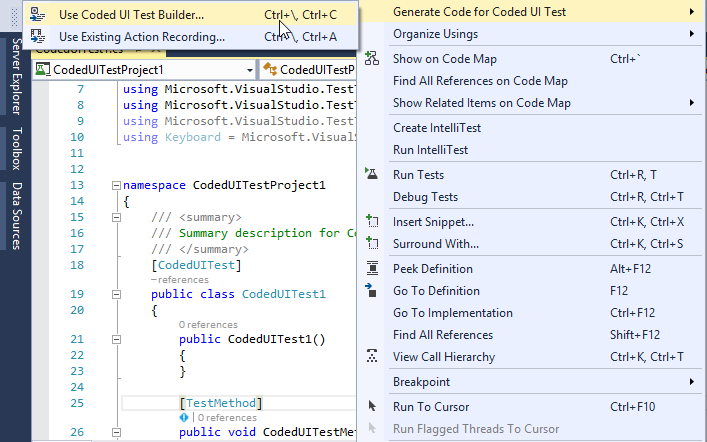 Use Coded UI Test Builder... Ctrl+\, Ctrl+C
Use Existing Action Recording... Ctrl+\, Ctrl+A
Generate Code for Coded UI Test
Organize Usings
Show on Code Map Ctrl+`
Find All References on Code Map
Show Related Items on Code Map
Create IntelliTest
Run IntelliTest
Run Tests Ctrl+R, T
Debug Tests Ctrl+R, Ctrl+T
Insert Snippet... Ctrl+K, Ctrl+X
Surround With... Ctrl+K, Ctrl+S
Peek Definition Alt+F12
Go To Definition F12
Go To Implementation Ctrl+F12
Find All References Shift+F12
View Call Hierarchy Ctrl+K, Ctrl+T
Breakpoint
Run To Cursor Ctrl+F10
Run Flagged Threads To Cursor
Server Explorer
Toolbox
Data Sources
CodedUITestProject1 CodedUITestP
7 using Microsoft.VisualStudio.TestT
8 using Microsoft.VisualStudio.TestT
9 using Microsoft.VisualStudio.TestT
10 using Keyboard = Microsoft.VisualS
11
12
13 namespace CodedUITestProject1
14 {
15 /// <summary>
16 /// Summary description for Co
17 /// </summary>
18 [CodedUITest]
-references
19 public class CodedUITest1
20 {
0 references
21 public CodedUITest1()
22 {
23 }
24
25 [TestMethod]
| 0 references
26 public void CodedUITestMet